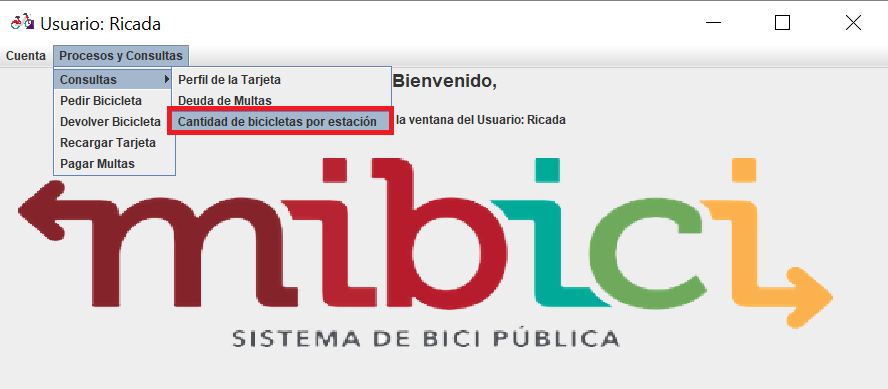 Usuario: Ricada
Cuenta Procesos y Consultas
Consultas
Pedir Bicicleta
Devolver Bicicleta
Recargar Tarjeta
Pagar Multas
Perfil de la Tarjeta
Deuda de Multas
Cantidad de bicicletas por estación
Bienvenido,
la ventana del Usuario: Ricada
mibici
SISTEMA DE BICI PÚBLICA